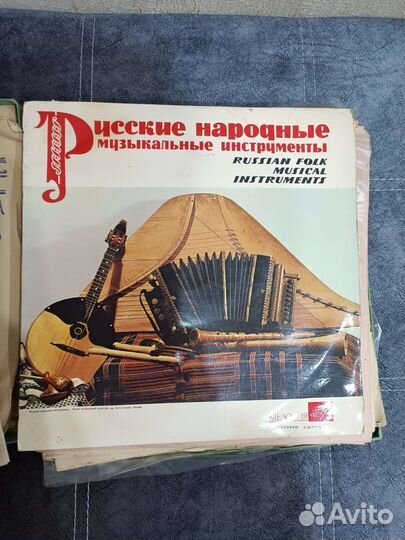 Русские народные
музыкальные инструменты
RUSSIAN FOLK
MUSICAL
INSTRUMENTS
Avito